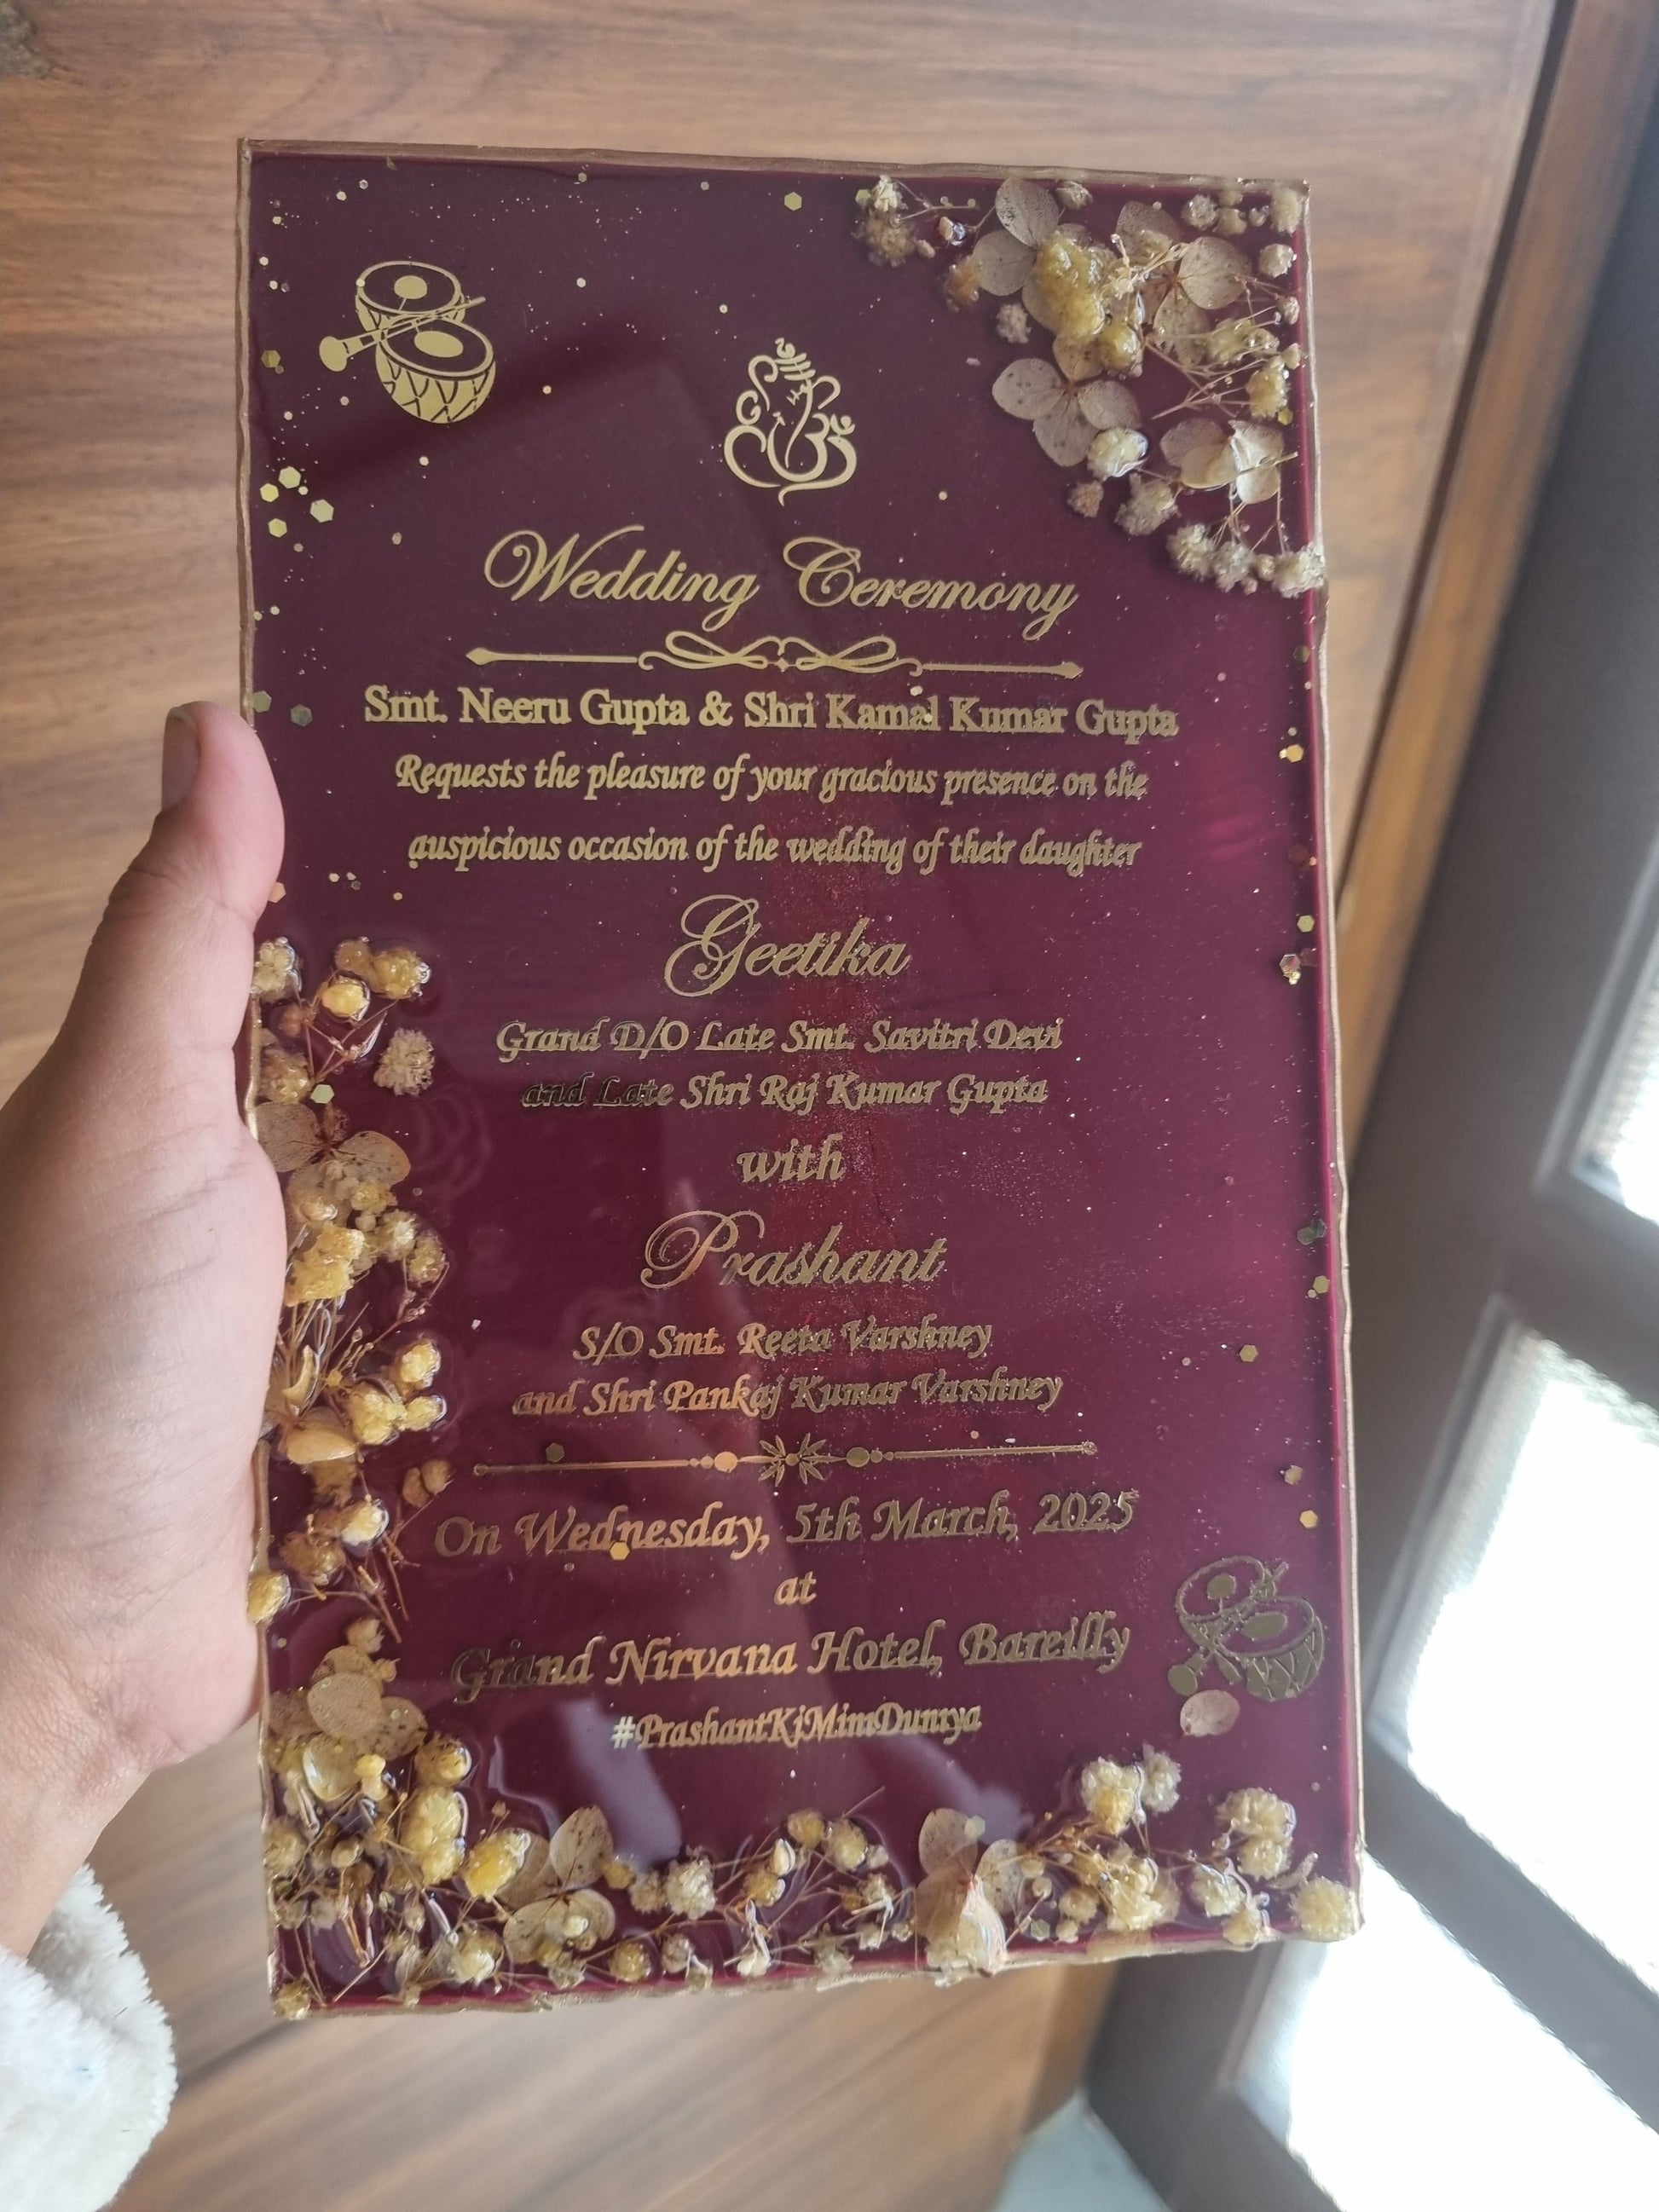 Wedding Ceremony
Smt. Neeru Gupta & Shri Kamal Kumar Gupta
Requests the pleasure of your gracious presence on the
auspicious occasion of the wedding of their daughter
Geetika
Grand D/O Late Smt. Savitri Devi
and Late Shri Raj Kumar Gupta
with
Prashant
S/O Smt. Reeta Varshney
and Shri Pankaj Kumar Varshney
On Wednesday, 5th March, 2025
at
Grand Nirvana Hotel, Bareilly
#PrashantKiMimiDuniya